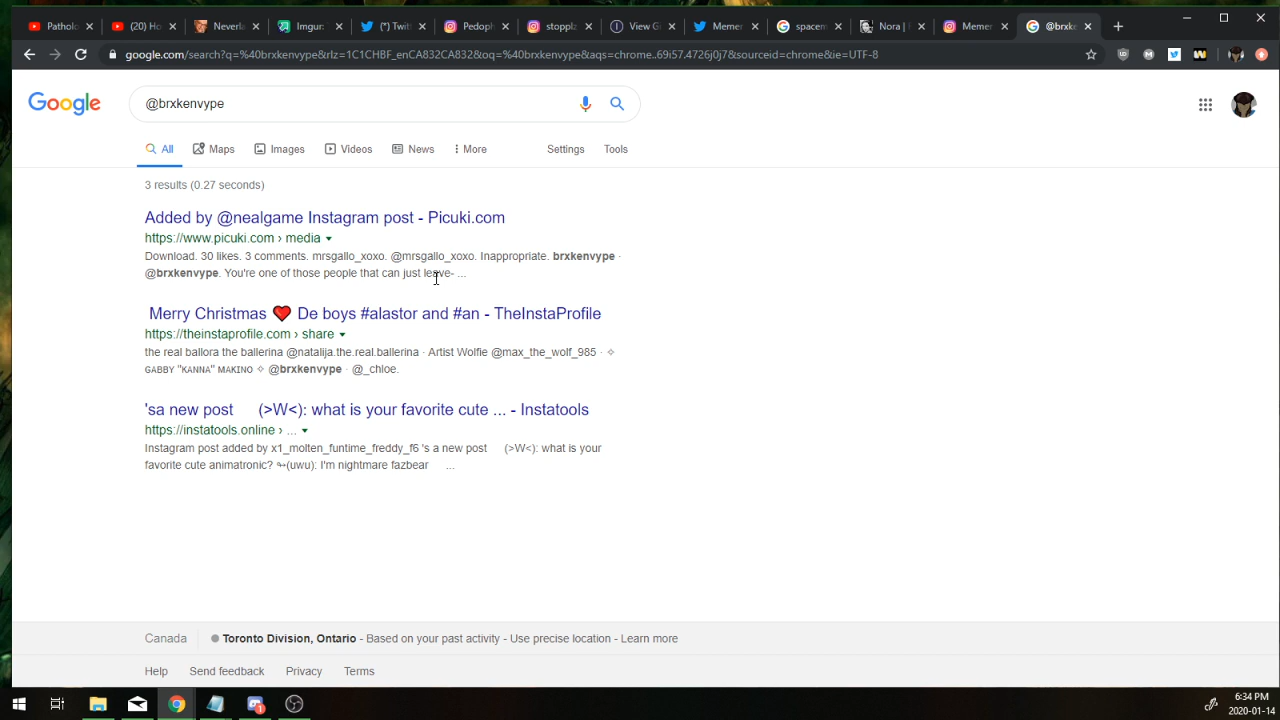 Pathol
(20) Ho
Neverla
Imgur:
(*) Twitt
Pedoph
stopplz
View G
Memer
spacem
Nora |
Memer
@brxke
google.com/search?q=%40brxkenvype&rlz=1C1CHBF_enCA832CA832&oq=%40brxkenvype&aqs=chrome..69i57.4726j0j7&sourceid=chrome&ie=UTF-8
Google
@brxkenvype
All
Maps
Images
Videos
News
More
Settings
Tools
3 results (0.27 seconds)
Added by @nealgame Instagram post - Picuki.com
https://www.picuki.com › media
Download. 30 likes. 3 comments. mrsgallo_xoxo. @mrsgallo_xoxo. Inappropriate. brxkenvype ·
@brxkenvype. You're one of those people that can just leave- ...
Merry Christmas ❤️ De boys #alastor and #an - TheInstaProfile
https://theinstaprofile.com › share
the real ballora the ballerina @natalija.the.real.ballerina · Artist Wolfie @max_the_wolf_985 · ✧
ɢᴀʙʙʏ "ᴋᴀɴɴᴀ" ᴍᴀᴋɪɴᴏ ✧ @brxkenvype · @_chloe.
'sa new post (>W<): what is your favorite cute ... - Instatools
https://instatools.online › ...
Instagram post added by x1_molten_funtime_freddy_f6 's a new post (>W<): what is your
favorite cute animatronic? ↬(uwu): I'm nightmare fazbear ...
Canada
Toronto Division, Ontario - Based on your past activity - Use precise location - Learn more
Help
Send feedback
Privacy
Terms
6:34 PM
2020-01-14